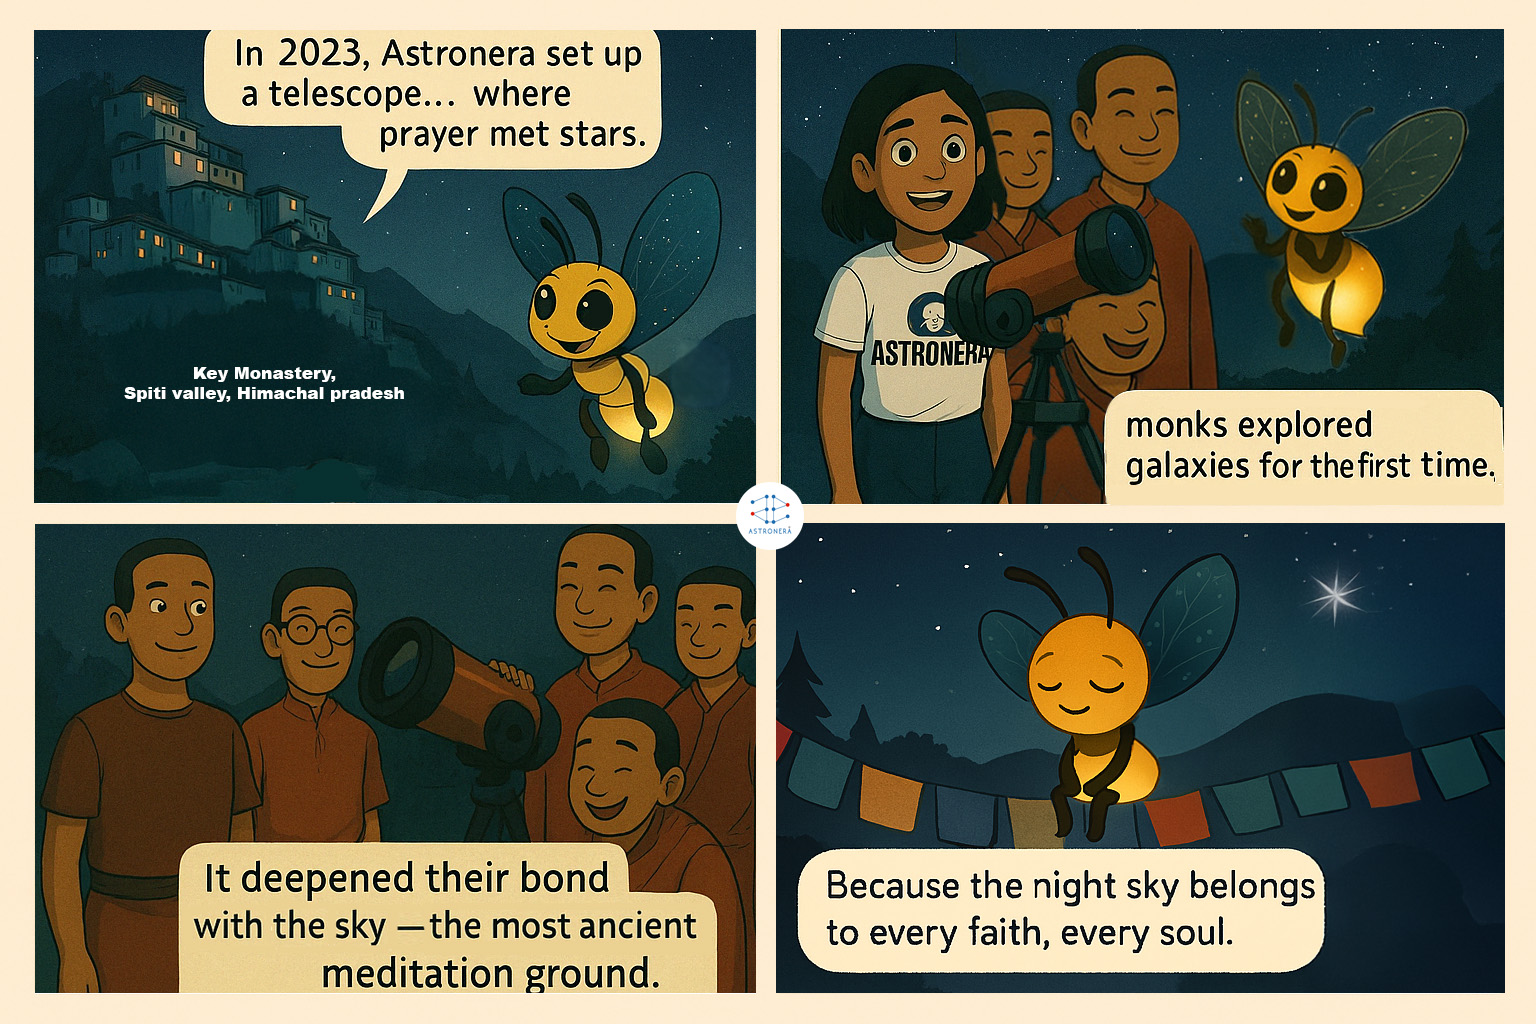 In 2023, Astronera set up
a telescope... where
prayer met stars.
Key Monastery,
Spiti valley, Himachal pradesh
ASTRONERA
monks explored
galaxies for thefirst time.
ASTRONERA
It deepened their bond
with the sky —the most ancient
meditation ground.
Because the night sky belongs
to every faith, every soul.